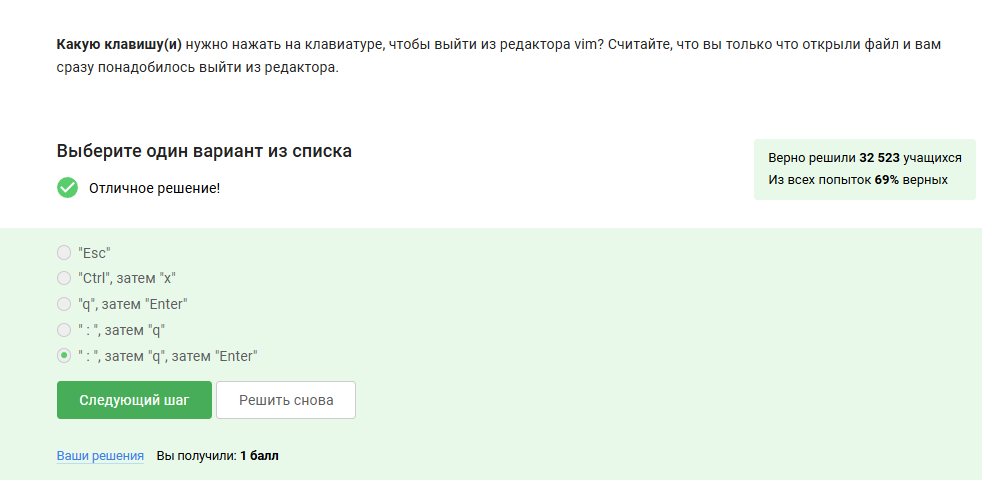 Какую клавишу(и) нужно нажать на клавиатуре, чтобы выйти из редактора vim? Считайте, что вы только что открыли файл и вам
сразу понадобилось выйти из редактора.
Выберите один вариант из списка
Отличное решение!
Верно решили 32 523 учащихся
Из всех попыток 69% верных
"Esc"
"Ctrl", затем "x"
"q", затем "Enter"
" : ", затем "q"
" : ", затем "q", затем "Enter"
Следующий шаг
Решить снова
Ваши решения Вы получили: 1 балл